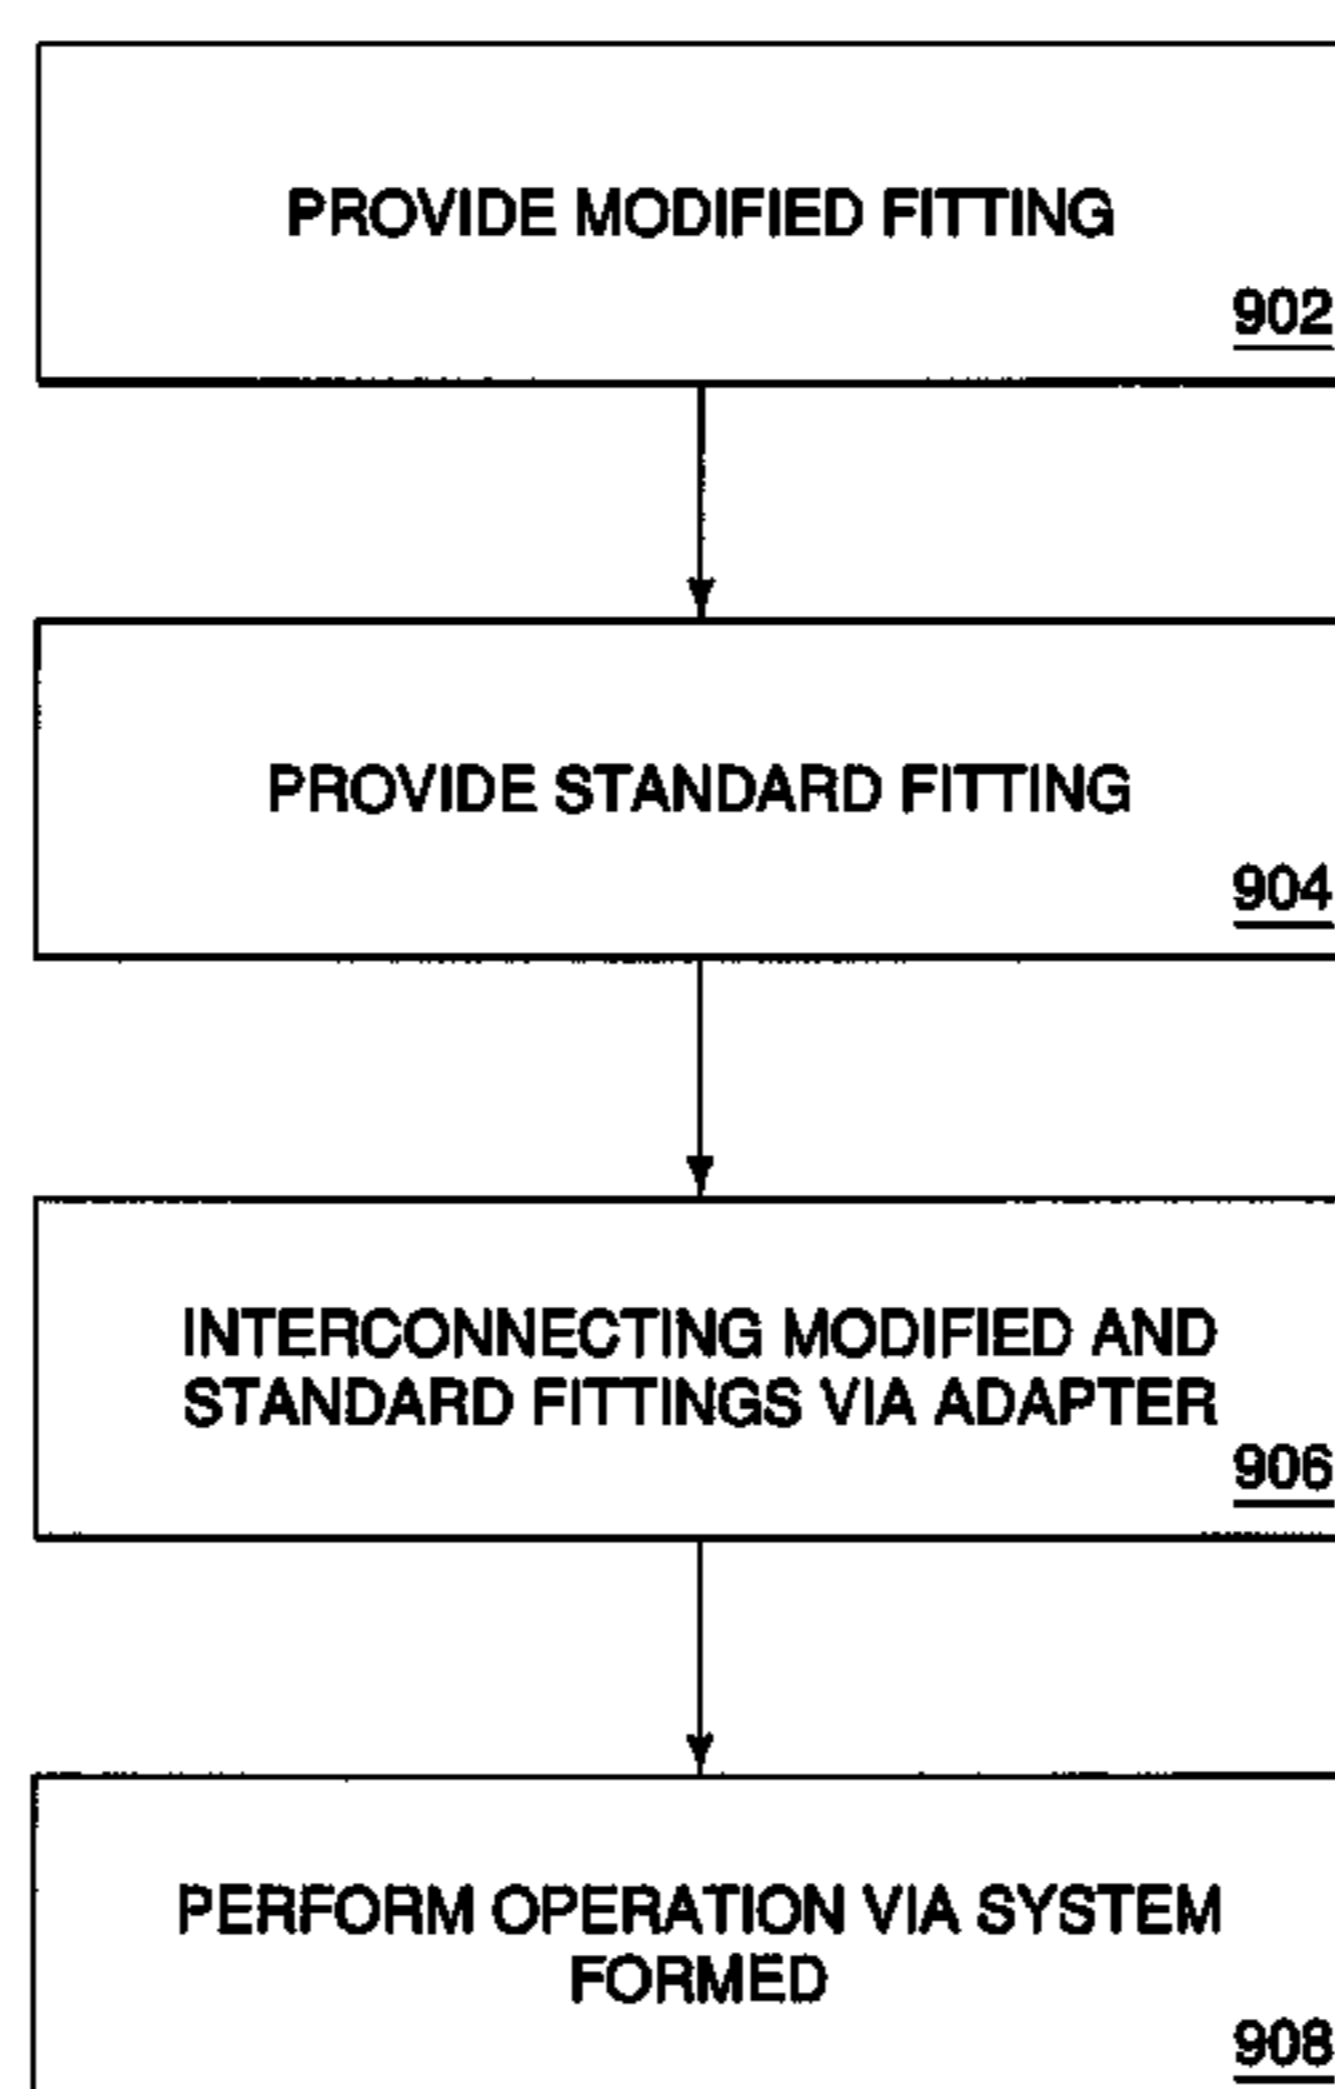 PROVIDE MODIFIED FITTING
902
PROVIDE STANDARD FITTING
904
INTERCONNECTING MODIFIED AND
STANDARD FITTINGS VIA ADAPTER
906
PERFORM OPERATION VIA SYSTEM
FORMED
908